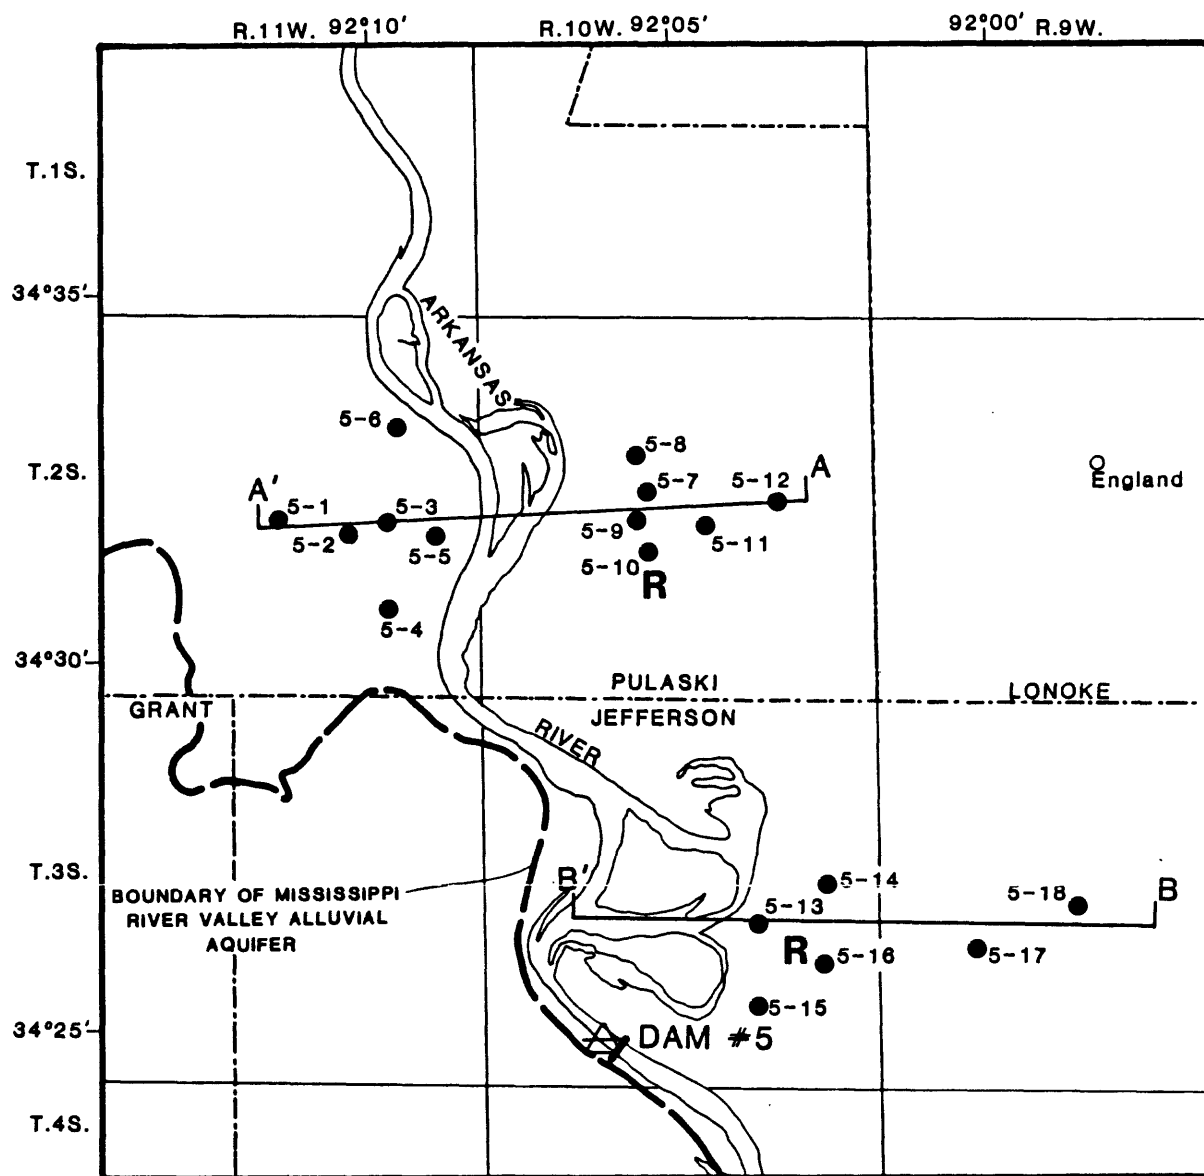 R.11W. 92°10' R.10W. 92°05' 92°00' R.9W.
T.1S.
34°35'
ARKANSAS
5-6
5-8
T.2S.
A'
5-1
5-3
5-7
5-12
A
England
5-2
5-5
5-9
5-11
5-10
R
5-4
34°30'
PULASKI
LONOKE
GRANT
JEFFERSON
RIVER
T.3S.
BOUNDARY OF MISSISSIPPI
RIVER VALLEY ALLUVIAL
AQUIFER
B'
5-14
5-18
B
5-13
R
5-16
5-17
5-15
34°25'
DAM #5
T.4S.